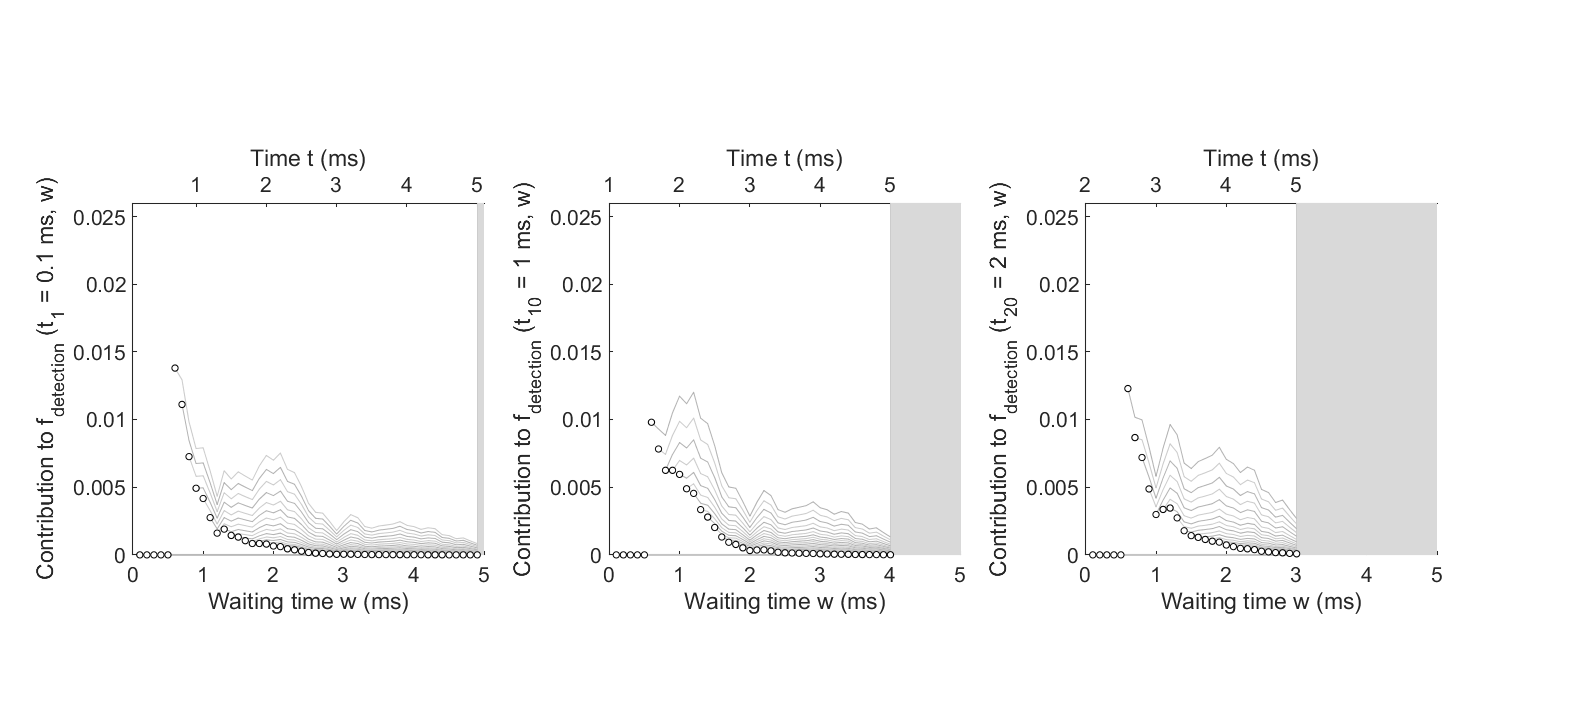 Time t (ms)
1 2 3 4 5
Contribution to f_detection (t_1 = 0.1 ms, w)
0.025
0.02
0.015
0.01
0.005
0
0 1 2 3 4 5
Waiting time w (ms)
Time t (ms)
1 2 3 4 5
Contribution to f_detection (t_10 = 1 ms, w)
0.025
0.02
0.015
0.01
0.005
0
0 1 2 3 4 5
Waiting time w (ms)
Time t (ms)
2 3 4 5
Contribution to f_detection (t_20 = 2 ms, w)
0.025
0.02
0.015
0.01
0.005
0
0 1 2 3 4 5
Waiting time w (ms)